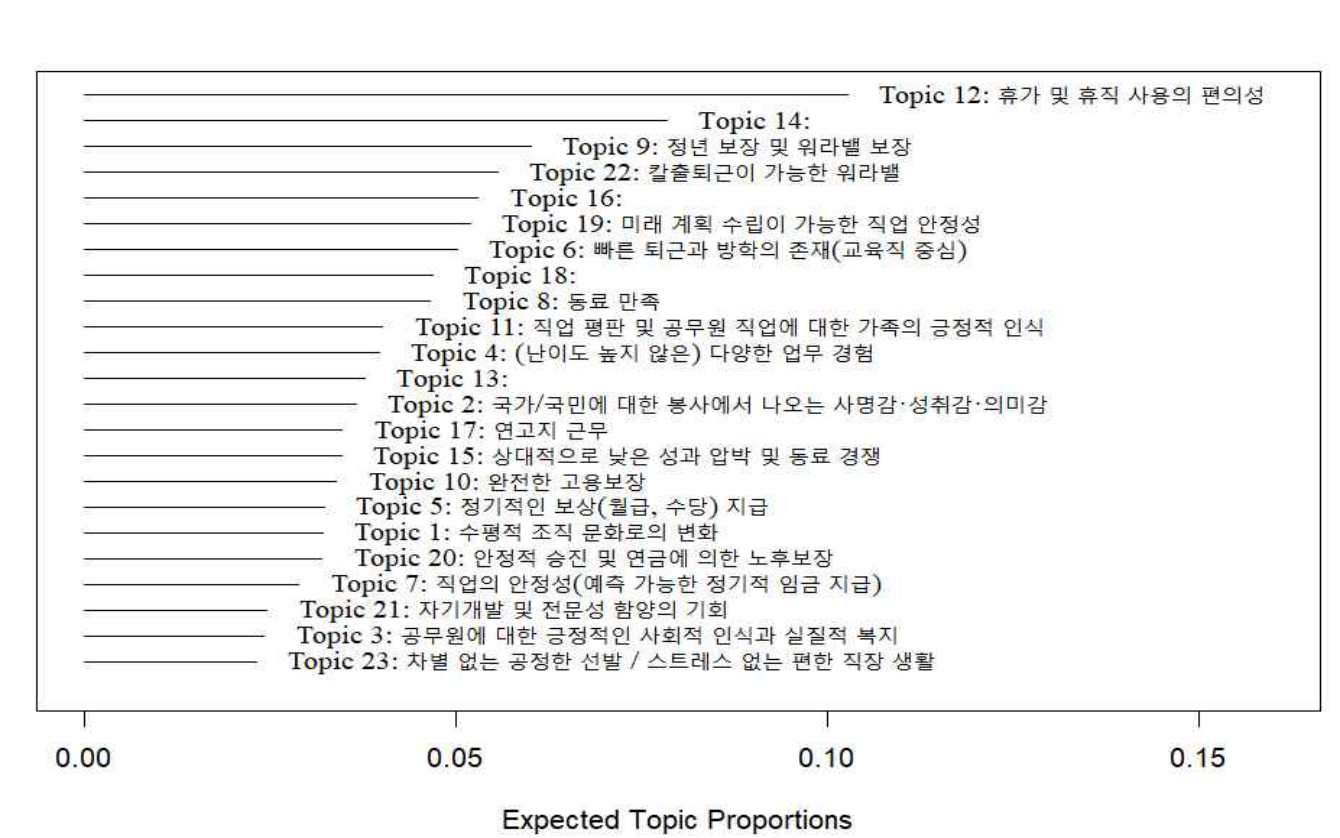 Topic 12: 휴가 및 휴직 사용의 편의성
Topic 14:
Topic 9: 정년 보장 및 워라밸 보장
Topic 22: 칼출퇴근이 가능한 워라밸
Topic 16:
Topic 19: 미래 계획 수립이 가능한 직업 안정성
Topic 6: 빠른 퇴근과 방학의 존재(교육직 중심)
Topic 18:
Topic 8: 동료 만족
Topic 11: 직업 평판 및 공무원 직업에 대한 가족의 긍정적 인식
Topic 4: (난이도 높지 않은) 다양한 업무 경험
Topic 13:
Topic 2: 국가/국민에 대한 봉사에서 나오는 사명감·성취감·의미감
Topic 17: 연고지 근무
Topic 15: 상대적으로 낮은 성과 압박 및 동료 경쟁
Topic 10: 완전한 고용보장
Topic 5: 정기적인 보상(월급, 수당) 지급
Topic 1: 수평적 조직 문화로의 변화
Topic 20: 안정적 승진 및 연금에 의한 노후보장
Topic 7: 직업의 안정성(예측 가능한 정기적 임금 지급)
Topic 21: 자기개발 및 전문성 함양의 기회
Topic 3: 공무원에 대한 긍정적인 사회적 인식과 실질적 복지
Topic 23: 차별 없는 공정한 선발 / 스트레스 없는 편한 직장 생활
0.00 0.05 0.10 0.15
Expected Topic Proportions